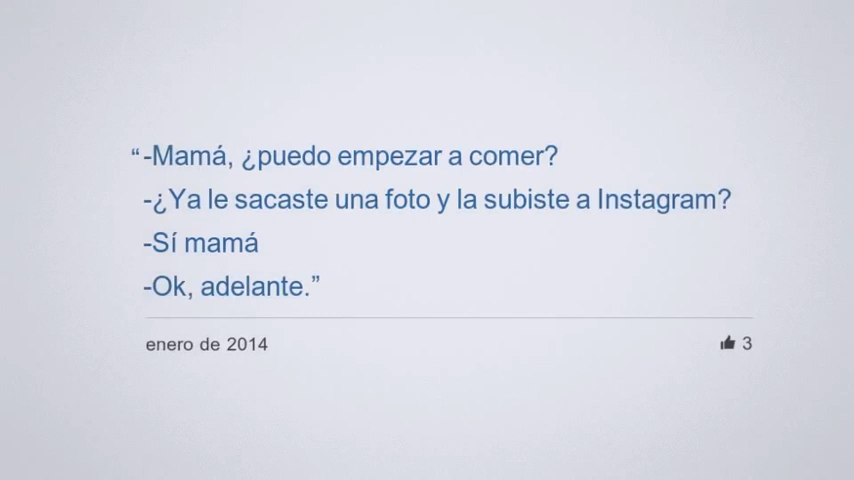 “-Mamá, ¿puedo empezar a comer?
-¿Ya le sacaste una foto y la subiste a Instagram?
-Sí mamá
-Ok, adelante.”
enero de 2014
3